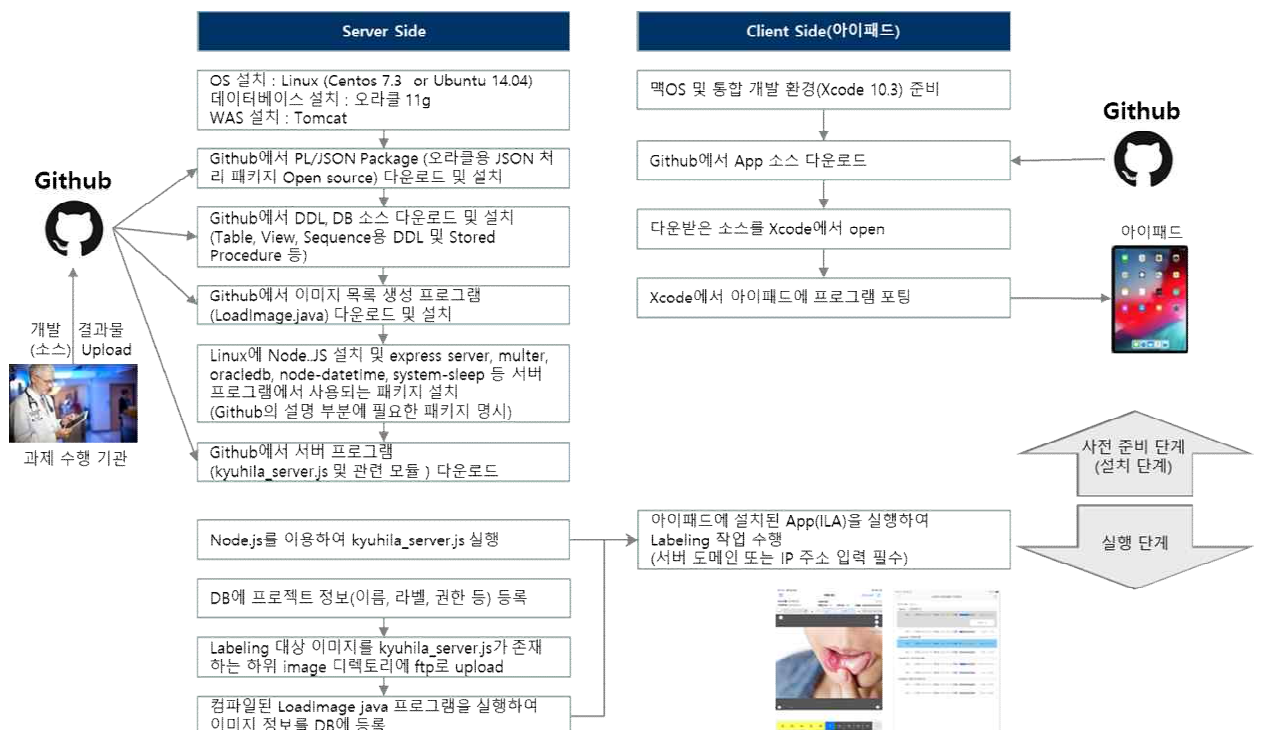 Server Side
Client Side(아이패드)
OS 설치 : Linux (Centos 7.3 or Ubuntu 14.04)
데이터베이스 설치 : 오라클 11g
WAS 설치 : Tomcat
Github에서 PL/JSON Package (오라클용 JSON 처
리 패키지 Open source) 다운로드 및 설치
Github에서 DDL, DB 소스 다운로드 및 설치
(Table, View, Sequence용 DDL 및 Stored
Procedure 등)
Github에서 이미지 목록 생성 프로그램
(LoadImage.java) 다운로드 및 설치
Linux에 Node.JS 설치 및 express server, multer,
oracledb, node-datetime, system-sleep 등 서버
프로그램에서 사용되는 패키지 설치
(Github의 설명 부분에 필요한 패키지 명시)
Github에서 서버 프로그램
(kyuhila_server.js 및 관련 모듈 ) 다운로드
Github
개발 결과물
(소스) Upload
과제 수행 기관
맥OS 및 통합 개발 환경(Xcode 10.3) 준비
Github에서 App 소스 다운로드
다운받은 소스를 Xcode에서 open
Xcode에서 아이패드에 프로그램 포팅
Github
아이패드
사전 준비 단계
(설치 단계)
실행 단계
Node.js를 이용하여 kyuhila_server.js 실행
DB에 프로젝트 정보(이름, 라벨, 권한 등) 등록
Labeling 대상 이미지를 kyuhila_server.js가 존재
하는 하위 image 디렉토리에 ftp로 upload
컴파일된 LoadImage java 프로그램을 실행하여
이미지 정보를 DB에 등록
아이패드에 설치된 App(ILA)을 실행하여
Labeling 작업 수행
(서버 도메인 또는 IP 주소 입력 필수)